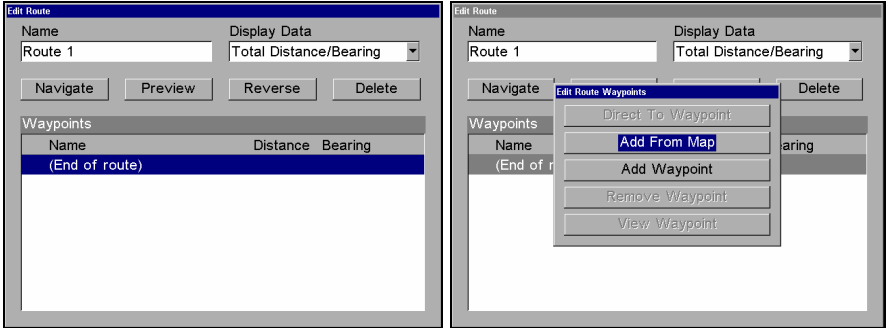 Edit Route
Name Display Data
Route 1 Total Distance/Bearing
Navigate Preview Reverse Delete
Waypoints
Name Distance Bearing
(End of route)
Edit Route
Name Display Data
Route 1 Total Distance/Bearing
Navigate Delete
Edit Route Waypoints
Direct To Waypoint
Waypoints
Add From Map
Name aring
Add Waypoint
(End of r
Remove Waypoint
View Waypoint